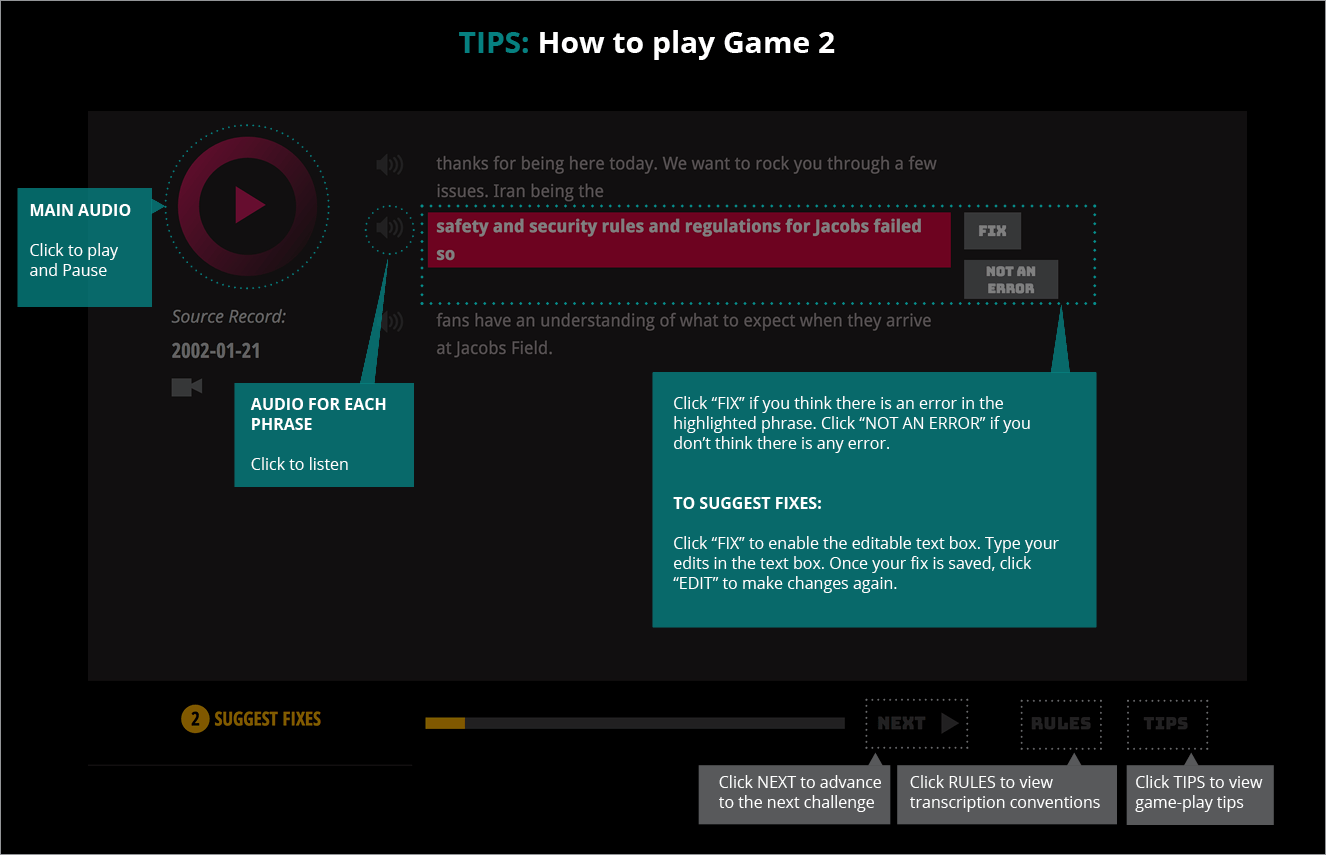 TIPS: How to play Game 2
thanks for being here today. We want to rock you through a few
issues. Iran being the
MAIN AUDIO
Click to play
and Pause
safety and security rules and regulations for Jacobs failed
so
FIX
NOT AN
ERROR
Source Record:
2002-01-21
fans have an understanding of what to expect when they arrive
at Jacobs Field.
AUDIO FOR EACH
PHRASE
Click to listen
Click “FIX” if you think there is an error in the
highlighted phrase. Click “NOT AN ERROR” if you
don’t think there is any error.
TO SUGGEST FIXES:
Click “FIX” to enable the editable text box. Type your
edits in the text box. Once your fix is saved, click
“EDIT” to make changes again.
2 SUGGEST FIXES
NEXT
RULES
TIPS
Click NEXT to advance
to the next challenge
Click RULES to view
transcription conventions
Click TIPS to view
game-play tips